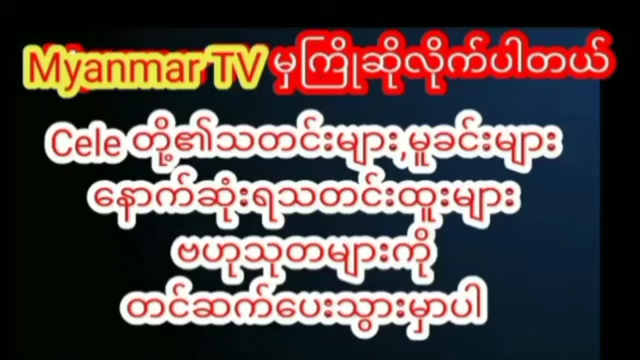 Myanmar TV မှကြိုဆိုလိုက်ပါတယ်
Cele တို့၏သတင်းများ,မူခင်းများ
နောက်ဆုံးရသတင်းထူးများ
ဗဟုသုတများကို
တင်ဆက်ပေးသွားမှာပါ